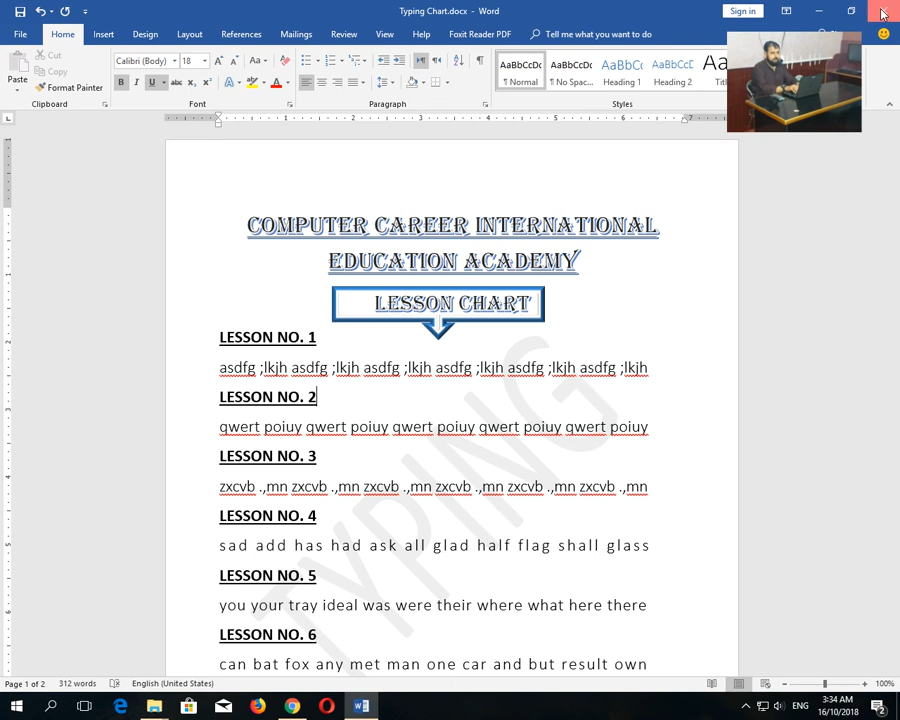 Typing Chart.docx - Word
Sign in
File Home Insert Design Layout References Mailings Review View Help Foxit Reader PDF Tell me what you want to do
Paste
Cut
Copy
Format Painter
Calibri (Body) 18
B I U abc x₂ x²
AaBbCcDc AaBbCcDc AaBbCc AaBbCcD Aa
¶ Normal ¶ No Spac... Heading 1 Heading 2 Titl
Clipboard Font Paragraph Styles
COMPUTER CAREER INTERNATIONAL
EDUCATION ACADEMY
LESSON CHART
LESSON NO. 1
asdfg ;lkjh asdfg ;lkjh asdfg ;lkjh asdfg ;lkjh asdfg ;lkjh asdfg ;lkjh
LESSON NO. 2
qwert poiuy qwert poiuy qwert poiuy qwert poiuy qwert poiuy
LESSON NO. 3
zxcvb .,mn zxcvb .,mn zxcvb .,mn zxcvb .,mn zxcvb .,mn zxcvb .,mn
LESSON NO. 4
sad add has had ask all glad half flag shall glass
LESSON NO. 5
you your tray ideal was were their where what here there
LESSON NO. 6
can bat fox any met man one car and but result own
TYPING
Page 1 of 2 312 words English (United States) 100%
ENG
3:34 AM
16/10/2018
2